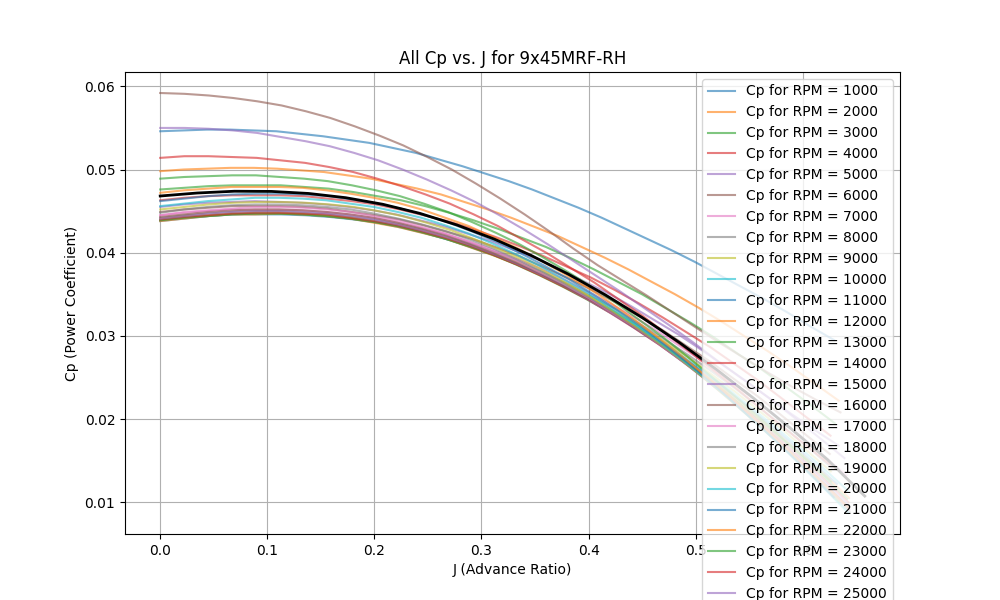 All Cp vs. J for 9x45MRF-RH
Cp (Power Coefficient)
0.06
0.05
0.04
0.03
0.02
0.01
0.0
0.1
0.2
0.3
0.4
0.5
J (Advance Ratio)
Cp for RPM = 1000
Cp for RPM = 2000
Cp for RPM = 3000
Cp for RPM = 4000
Cp for RPM = 5000
Cp for RPM = 6000
Cp for RPM = 7000
Cp for RPM = 8000
Cp for RPM = 9000
Cp for RPM = 10000
Cp for RPM = 11000
Cp for RPM = 12000
Cp for RPM = 13000
Cp for RPM = 14000
Cp for RPM = 15000
Cp for RPM = 16000
Cp for RPM = 17000
Cp for RPM = 18000
Cp for RPM = 19000
Cp for RPM = 20000
Cp for RPM = 21000
Cp for RPM = 22000
Cp for RPM = 23000
Cp for RPM = 24000
Cp for RPM = 25000